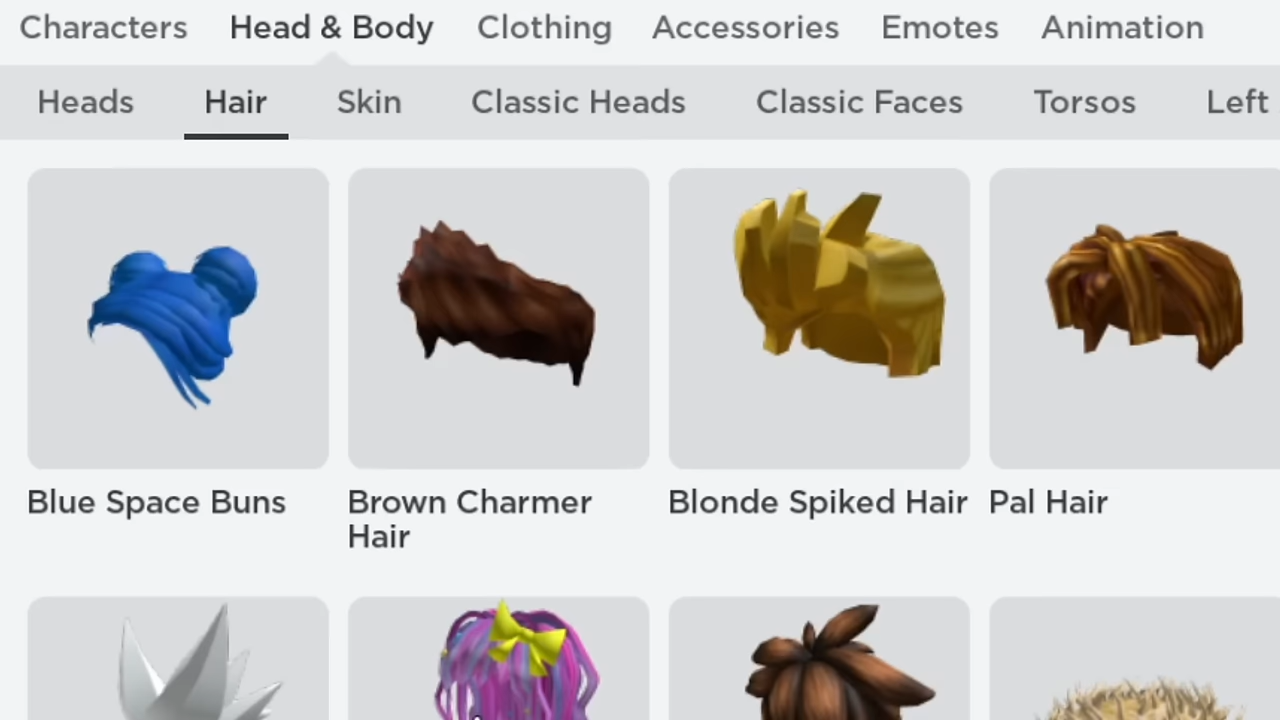 Characters Head & Body Clothing Accessories Emotes Animation
Heads Hair Skin Classic Heads Classic Faces Torsos Left
Blue Space Buns Brown Charmer Blonde Spiked Hair Pal Hair
Hair